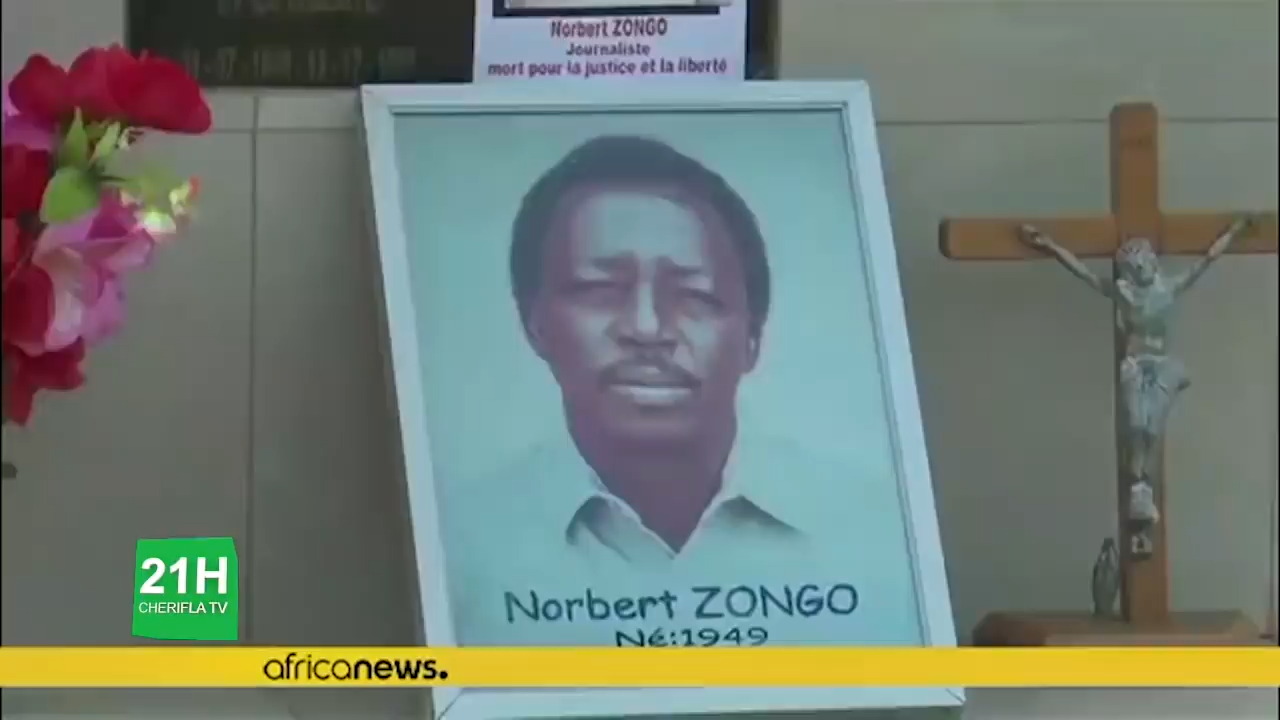 Norbert ZONGO
Journaliste
mort pour la justice et la liberté
Norbert ZONGO
Né:1949
21H
CHERIFLA TV
africanews.